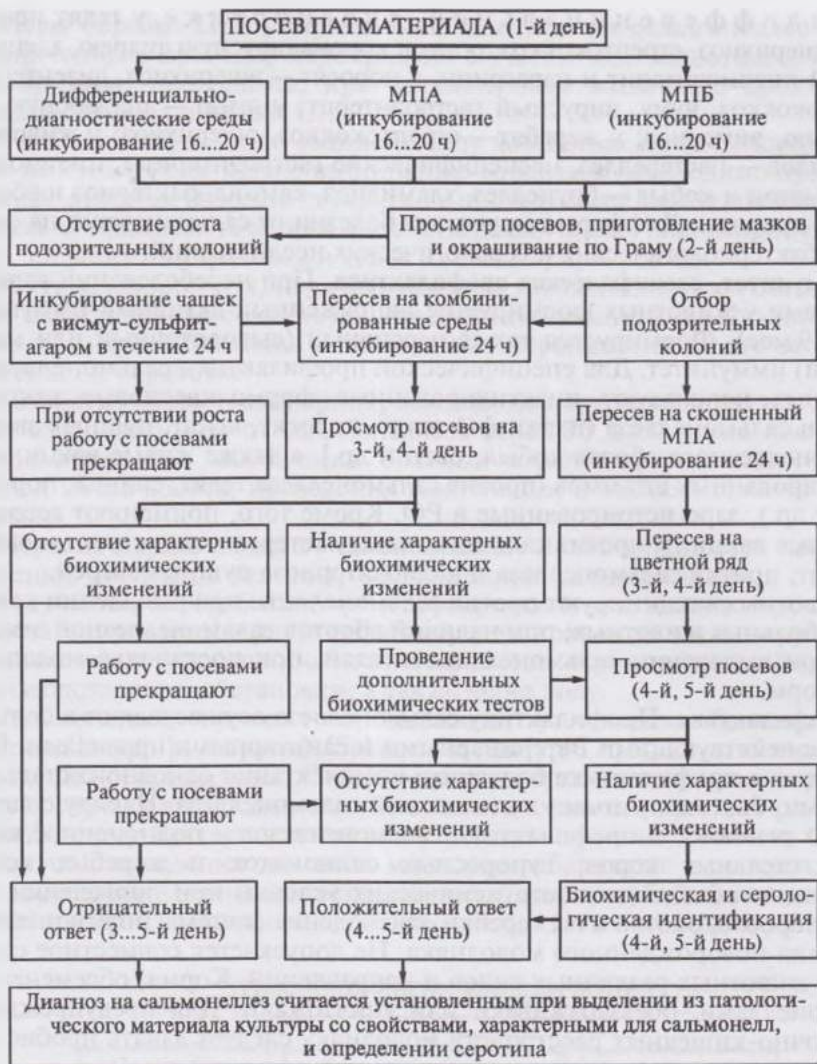 ПОСЕВ ПАТМАТЕРИАЛА (1-й день)
Дифференциально-
диагностические среды
(инкубирование 16...20 ч)
МПА
(инкубирование
16...20 ч)
МПБ
(инкубирование
16...20 ч)
Отсутствие роста
подозрительных колоний
Просмотр посевов, приготовление мазков
и окрашивание по Граму (2-й день)
Инкубирование чашек
с висмут-сульфит-
агаром в течение 24 ч
Пересев на комбини-
рованные среды
(инкубирование 24 ч)
Отбор
подозрительных
колоний
При отсутствии роста
работу с посевами
прекращают
Просмотр посевов на
3-й, 4-й день
Пересев на скошенный
МПА
(инкубирование 24 ч)
Отсутствие характерных
биохимических
изменений
Наличие характерных
биохимических
изменений
Пересев на
цветной ряд
(3-й, 4-й день)
Работу с посевами
прекращают
Проведение
дополнительных
биохимических тестов
Просмотр посевов
(4-й, 5-й день)
Работу с посевами
прекращают
Отсутствие характер-
ных биохимических
изменений
Наличие характерных
биохимических
изменений
Отрицательный
ответ (3...5-й день)
Положительный ответ
(4...5-й день)
Биохимическая и сероло-
гическая идентификация
(4-й, 5-й день)
Диагноз на сальмонеллез считается установленным при выделении из патологи-
ческого материала культуры со свойствами, характерными для сальмонелл,
и определении серотипа